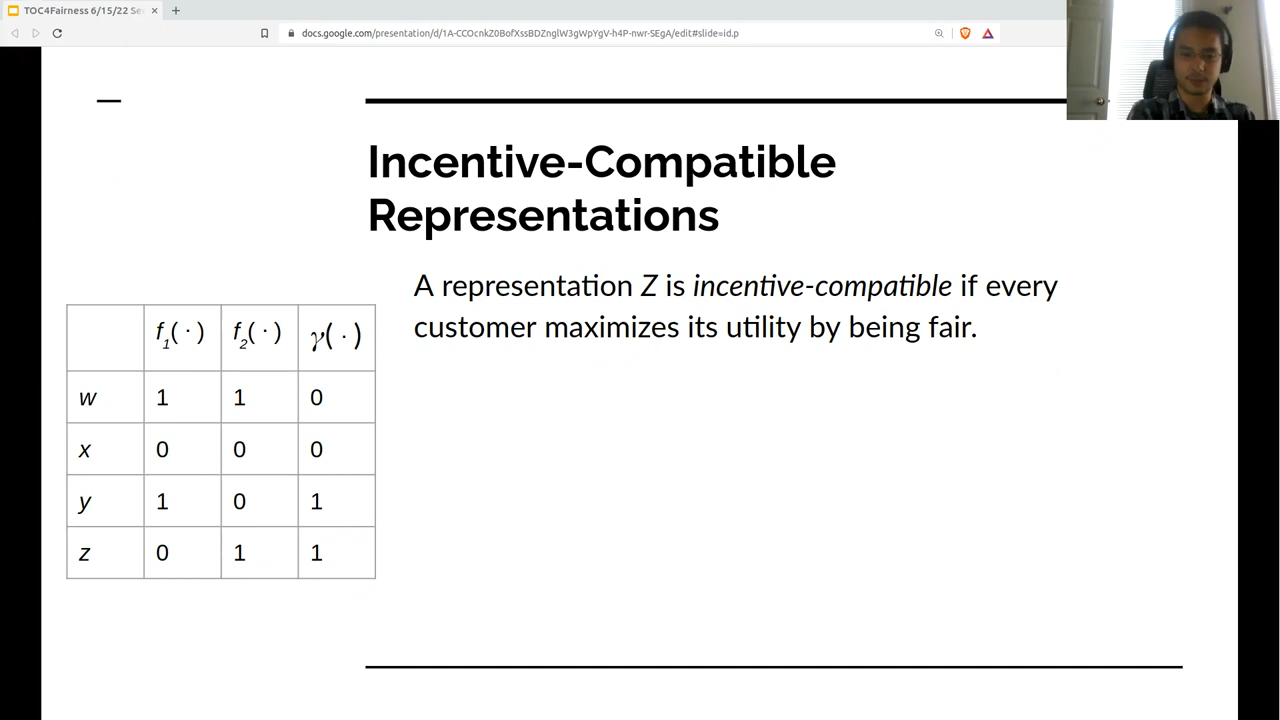 TOC4Fairness 6/15/22 Se
docs.google.com/presentation/d/1A-CCOcnkZ0BofXssBDZnglW3gWpYgV-h4P-nwr-SEgA/edit#slide=id.p
Incentive-Compatible
Representations
A representation Z is incentive-compatible if every
customer maximizes its utility by being fair.
f1(·) f2(·) γ(·)
w 1 1 0
x 0 0 0
y 1 0 1
z 0 1 1